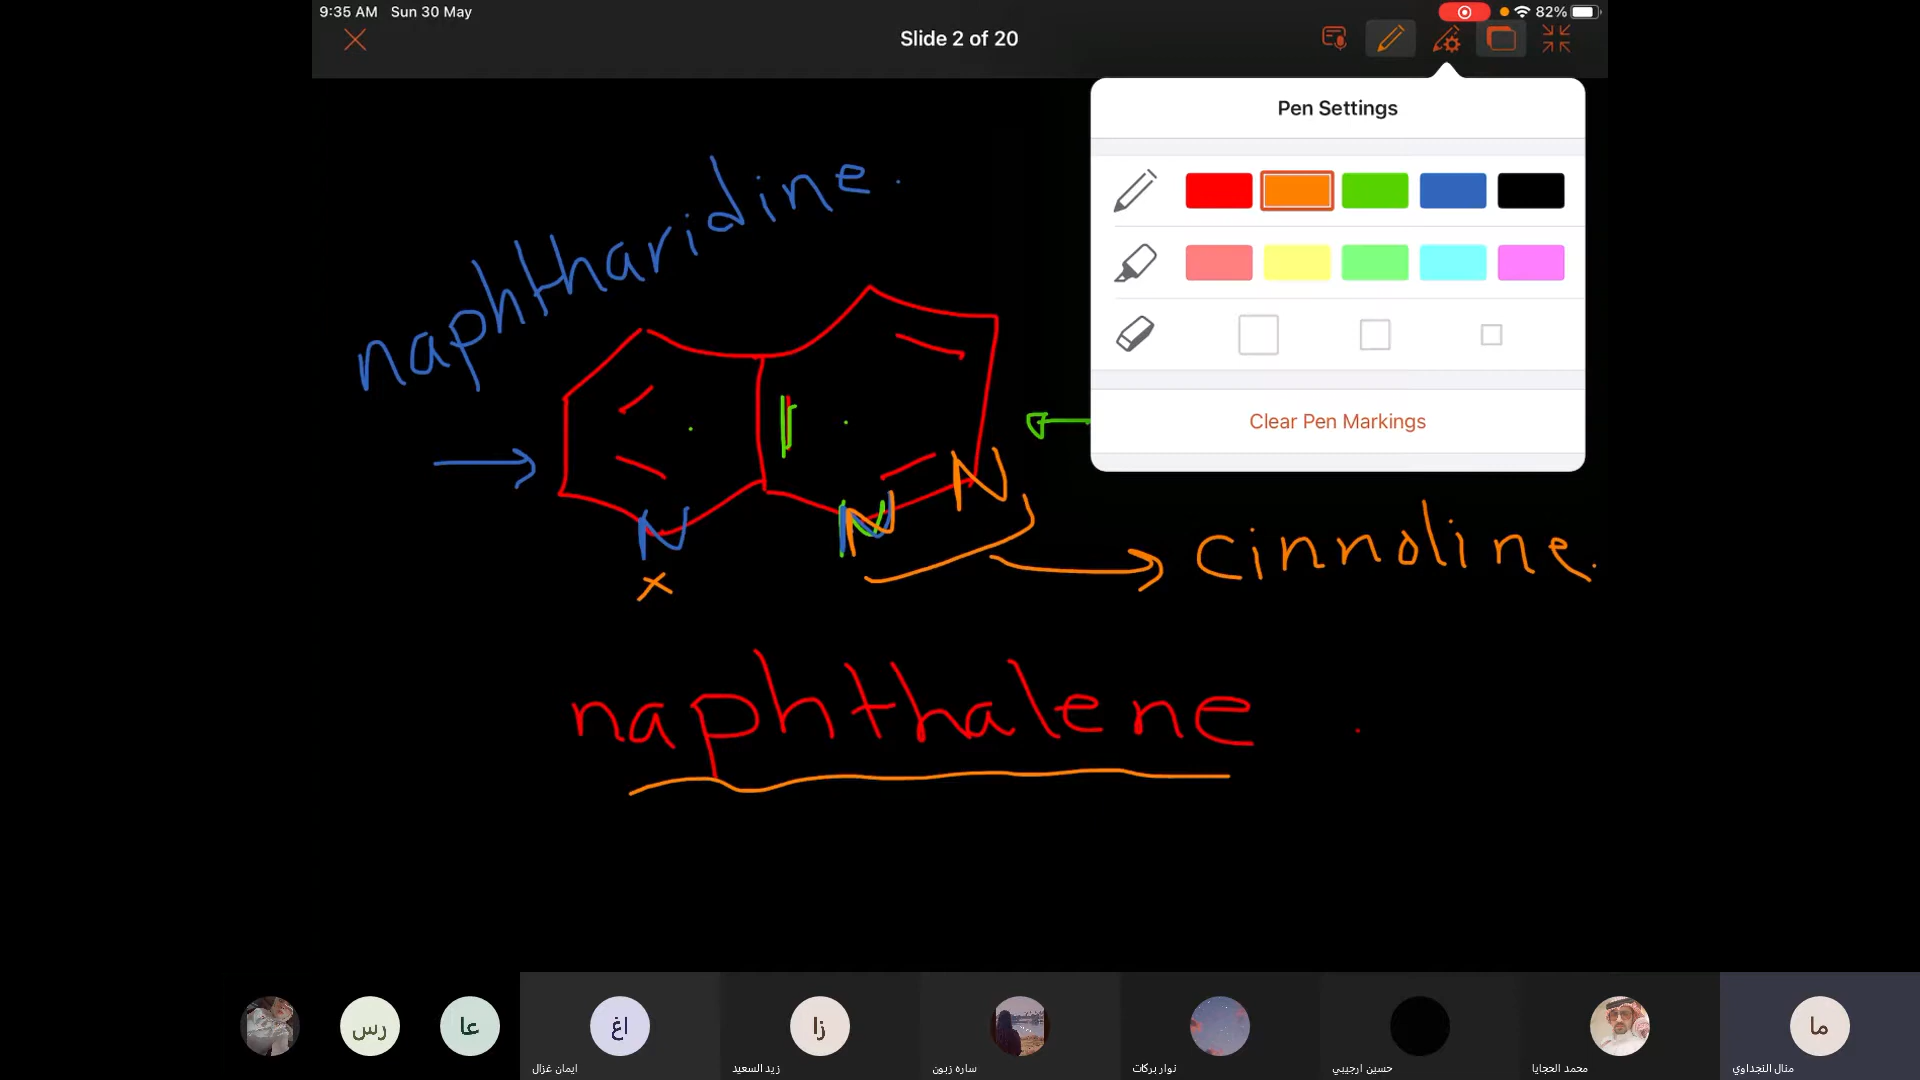 9:35 AM Sun 30 May
82%
Slide 2 of 20
Pen Settings
Clear Pen Markings
naphtharidine.
N
N
N
x
cinnoline.
naphthalene
رس
عا
اغ
زا
ما
ايمان غزال
زيد السعيد
ساره زبون
نوار بركات
حسين ارجيبي
محمد الحجايا
منال النجداوي